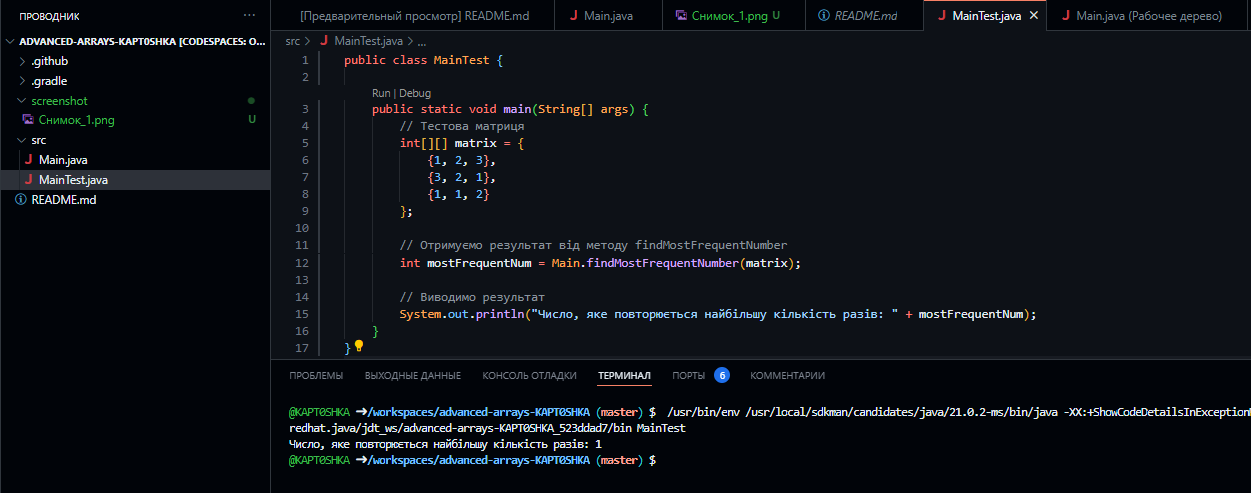 ПРОВОДНИК ···
[Предварительный просмотр] README.md Main.java Снимок_1.png U README.md MainTest.java Main.java (Рабочее дерево)
ADVANCED-ARRAYS-KAPT0SHKA [CODESPACES: O...
.github
.gradle
screenshot
Снимок_1.png U
src
Main.java
MainTest.java
README.md
src > MainTest.java > ...
1 public class MainTest {
2
Run | Debug
3 public static void main(String[] args) {
4 // Тестова матриця
5 int[][] matrix = {
6 {1, 2, 3},
7 {3, 2, 1},
8 {1, 1, 2}
9 };
10
11 // Отримуємо результат від методу findMostFrequentNumber
12 int mostFrequentNum = Main.findMostFrequentNumber(matrix);
13
14 // Виводимо результат
15 System.out.println("Число, яке повторюється найбільшу кількість разів: " + mostFrequentNum);
16 }
17 }
ПРОБЛЕМЫ ВЫХОДНЫЕ ДАННЫЕ КОНСОЛЬ ОТЛАДКИ ТЕРМИНАЛ ПОРТЫ 6 КОММЕНТАРИИ
@KAPT0SHKA ➜/workspaces/advanced-arrays-KAPT0SHKA (master) $ /usr/bin/env /usr/local/sdkman/candidates/java/21.0.2-ms/bin/java -XX:+ShowCodeDetailsInException
redhat.java/jdt_ws/advanced-arrays-KAPT0SHKA_523ddad7/bin MainTest
Число, яке повторюється найбільшу кількість разів: 1
@KAPT0SHKA ➜/workspaces/advanced-arrays-KAPT0SHKA (master) $